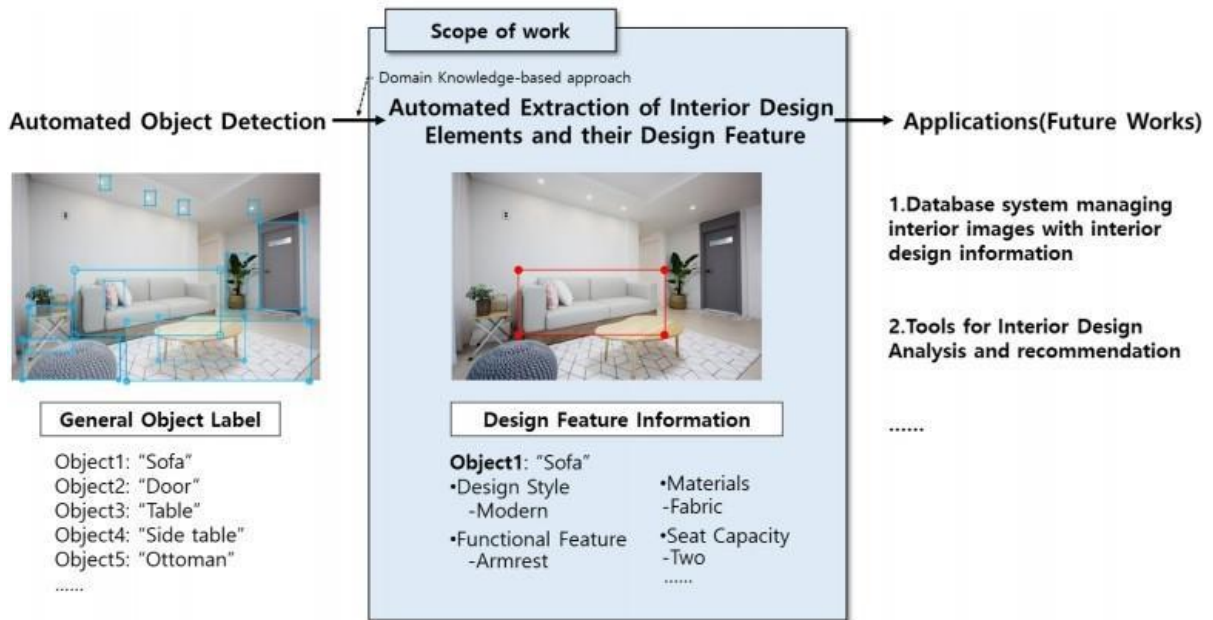 Scope of work
Domain Knowledge-based approach
Automated Object Detection
Automated Extraction of Interior Design
Elements and their Design Feature
Applications(Future Works)
General Object Label
Object1: “Sofa”
Object2: “Door”
Object3: “Table”
Object4: “Side table”
Object5: “Ottoman”
......
Design Feature Information
Object1: “Sofa”
•Design Style
-Modern
•Functional Feature
-Armrest
•Materials
-Fabric
•Seat Capacity
-Two
......
1.Database system managing
interior images with interior
design information
2.Tools for Interior Design
Analysis and recommendation
......